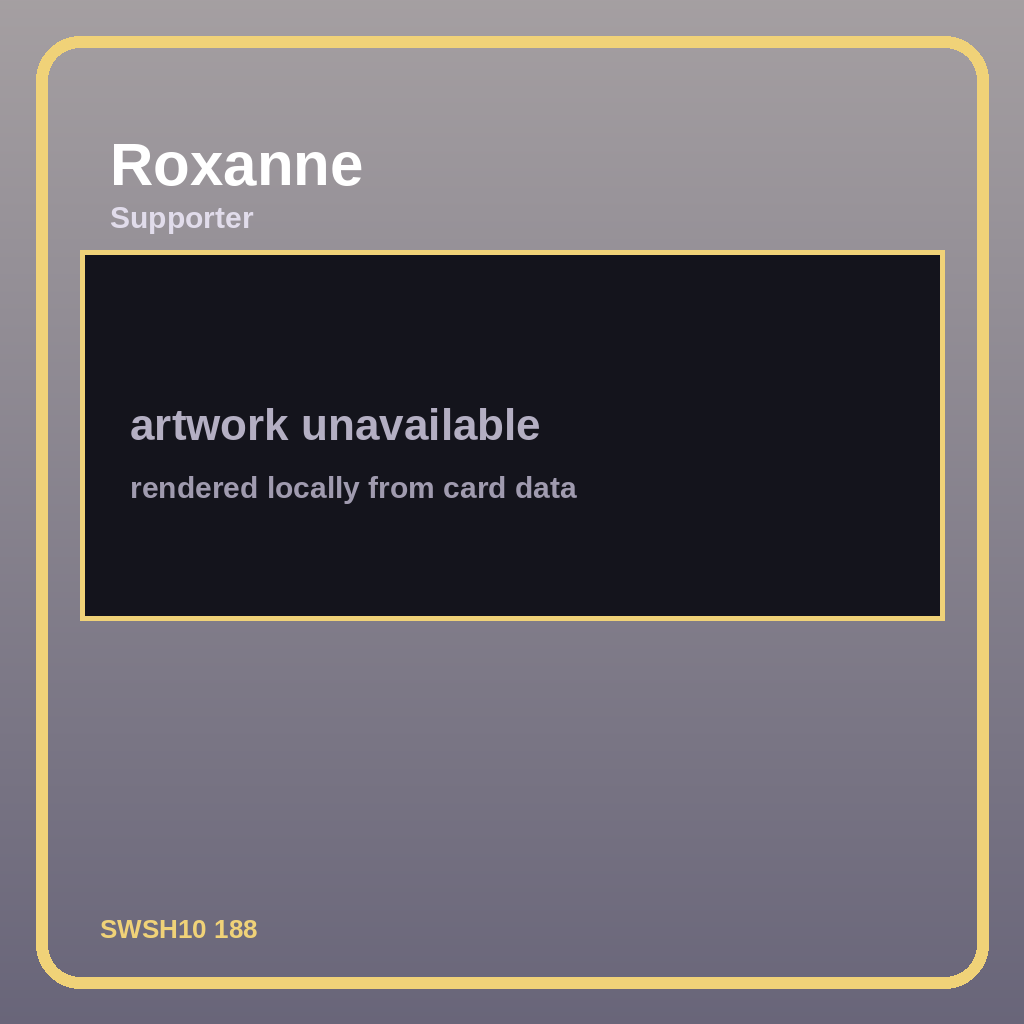 Roxanne
Supporter
artwork unavailable
rendered locally from card data
SWSH10 188